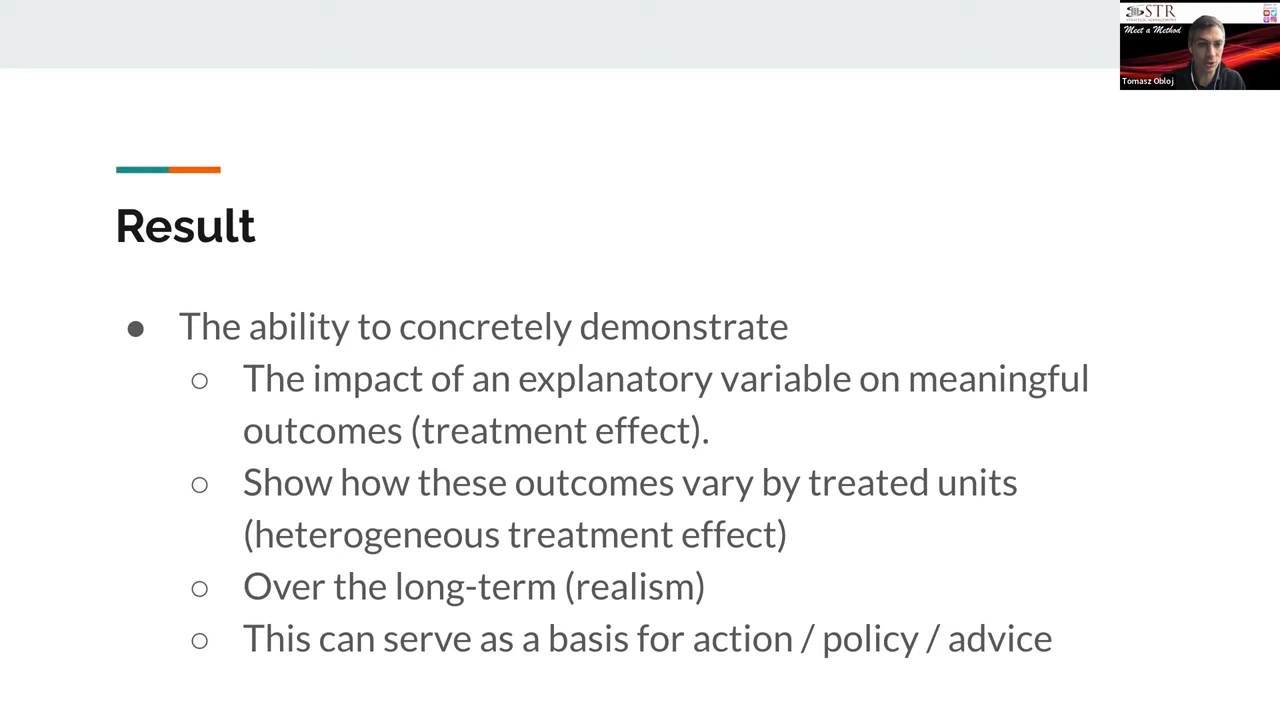 STR
STRATEGIC MANAGEMENT
Meet a Method
Tomasz Obloj
Result
● The ability to concretely demonstrate
○ The impact of an explanatory variable on meaningful
outcomes (treatment effect).
○ Show how these outcomes vary by treated units
(heterogeneous treatment effect)
○ Over the long-term (realism)
○ This can serve as a basis for action / policy / advice